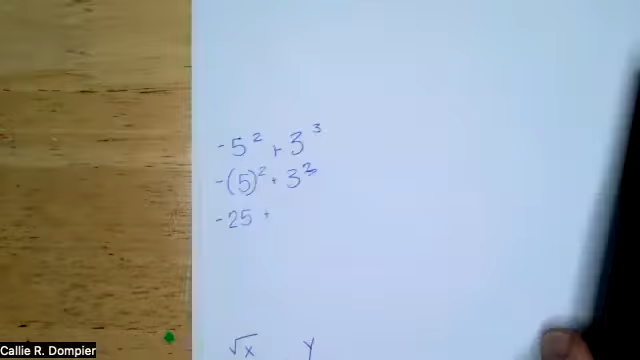 -5² + 3³
-(5)² + 3³
-25 +
√x y
Callie R. Dompier